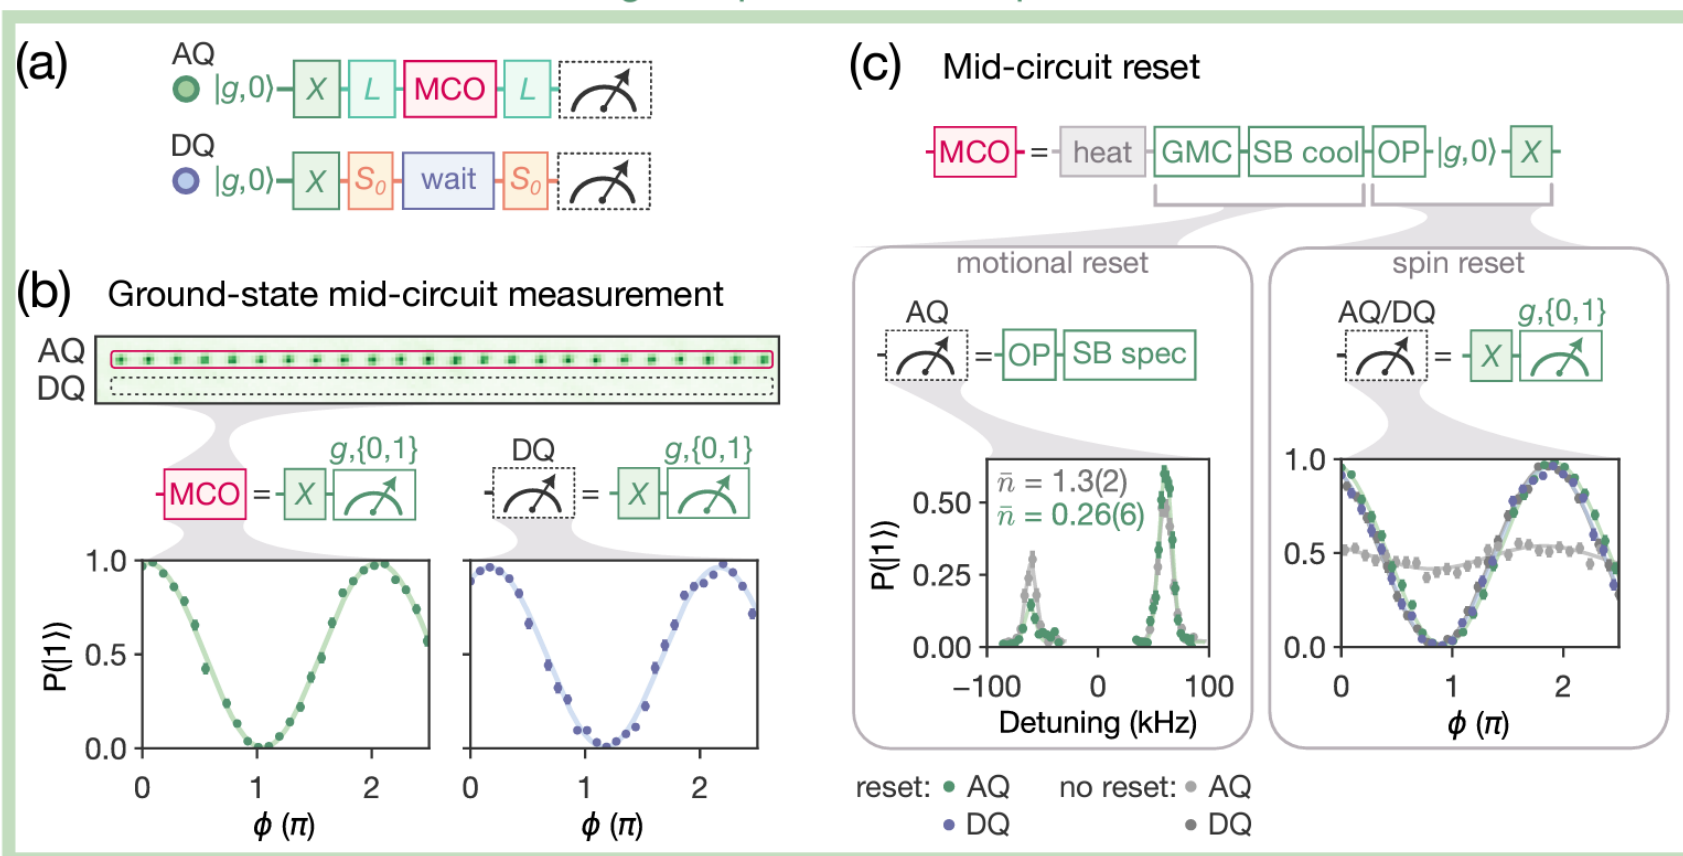 (a)
AQ
|g,0⟩ X L MCO L
DQ
|g,0⟩ X S₀ wait S₀
(b) Ground-state mid-circuit measurement
AQ
DQ
MCO = X g,{0,1}
DQ = X g,{0,1}
P(|1⟩)
1.0
0.5
0.0
0 1 2
ϕ (π)
0 1 2
ϕ (π)
(c) Mid-circuit reset
MCO = heat GMC SB cool OP |g,0⟩ X
motional reset
AQ
= OP SB spec
P(|1⟩)
0.50
0.25
0.00
n̄ = 1.3(2)
n̄ = 0.26(6)
−100 0 100
Detuning (kHz)
spin reset
AQ/DQ g,{0,1}
= X
1.0
0.5
0.0
0 1 2
ϕ (π)
reset: AQ no reset: AQ
DQ DQ